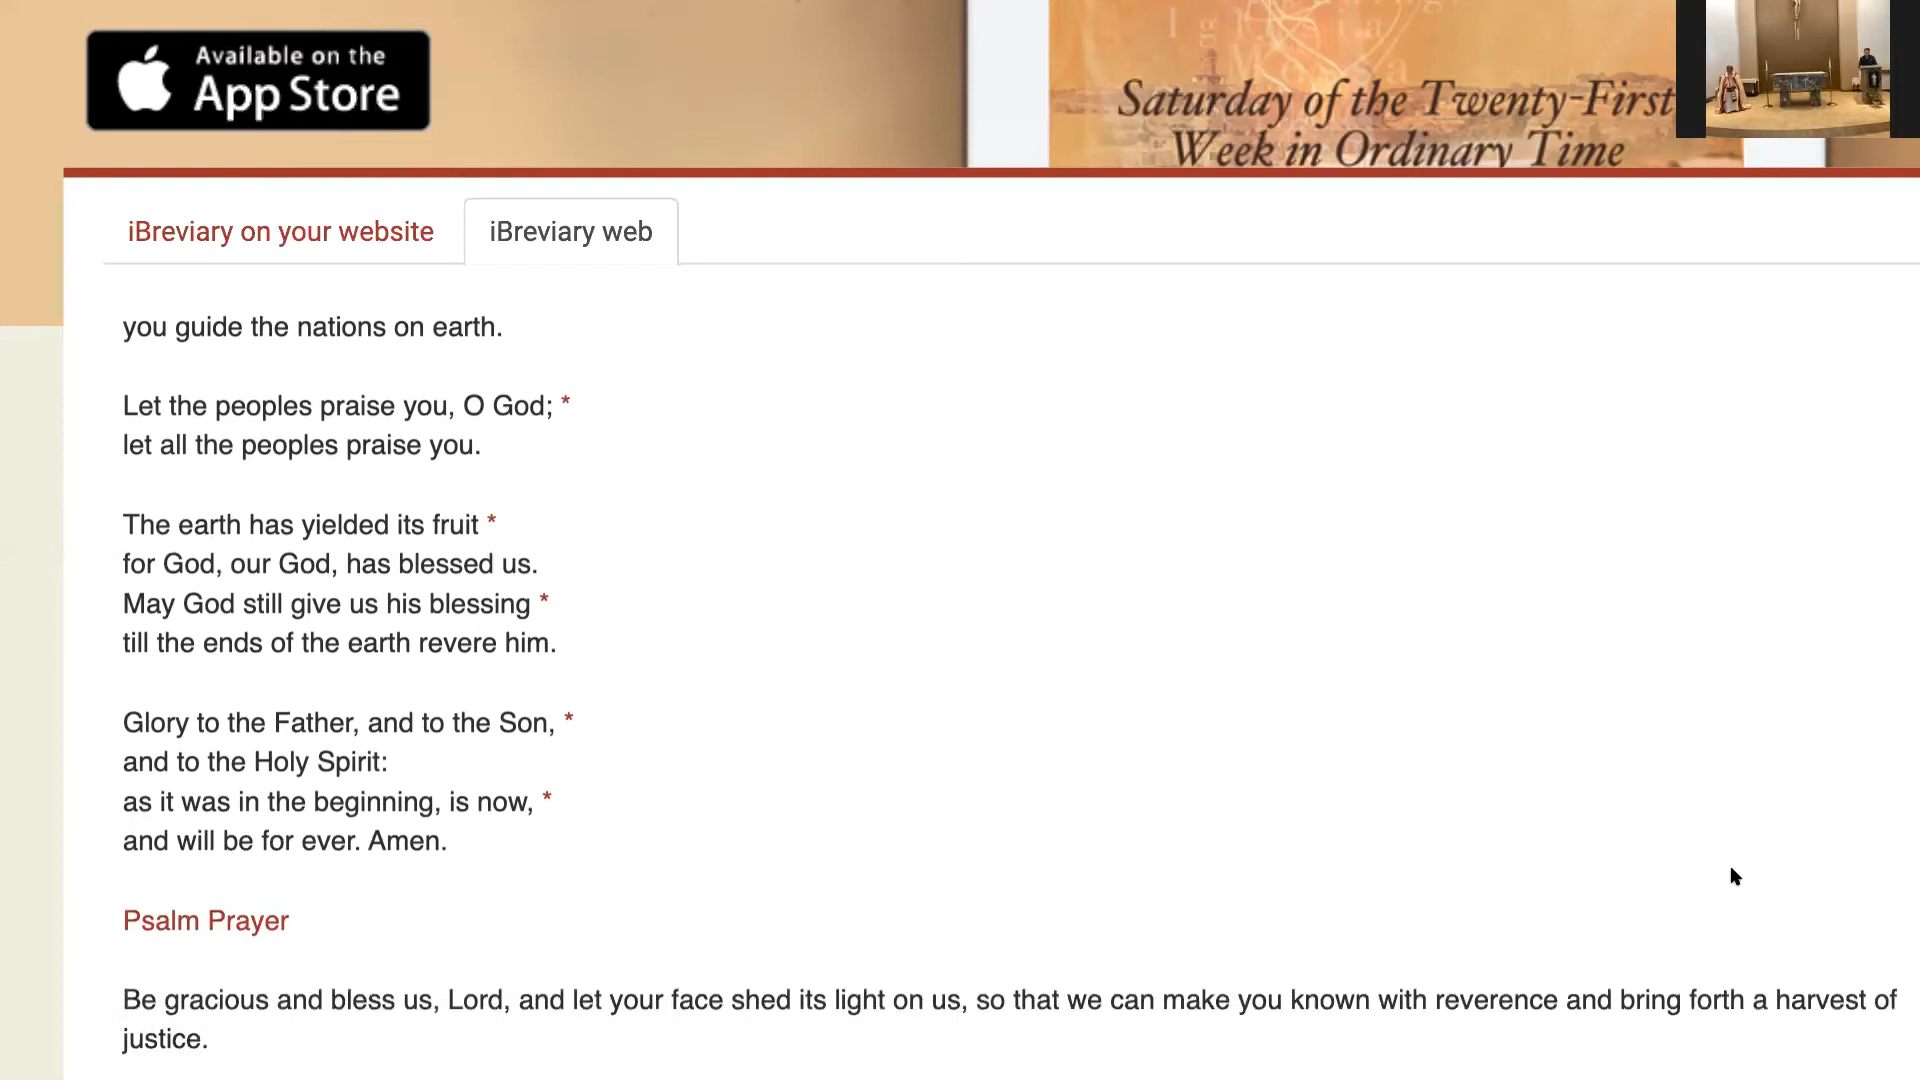 Available on the
App Store
Saturday of the Twenty-First
Week in Ordinary Time
iBreviary on your website
iBreviary web
you guide the nations on earth.
Let the peoples praise you, O God; *
let all the peoples praise you.
The earth has yielded its fruit *
for God, our God, has blessed us.
May God still give us his blessing *
till the ends of the earth revere him.
Glory to the Father, and to the Son, *
and to the Holy Spirit:
as it was in the beginning, is now, *
and will be for ever. Amen.
Psalm Prayer
Be gracious and bless us, Lord, and let your face shed its light on us, so that we can make you known with reverence and bring forth a harvest of
justice.